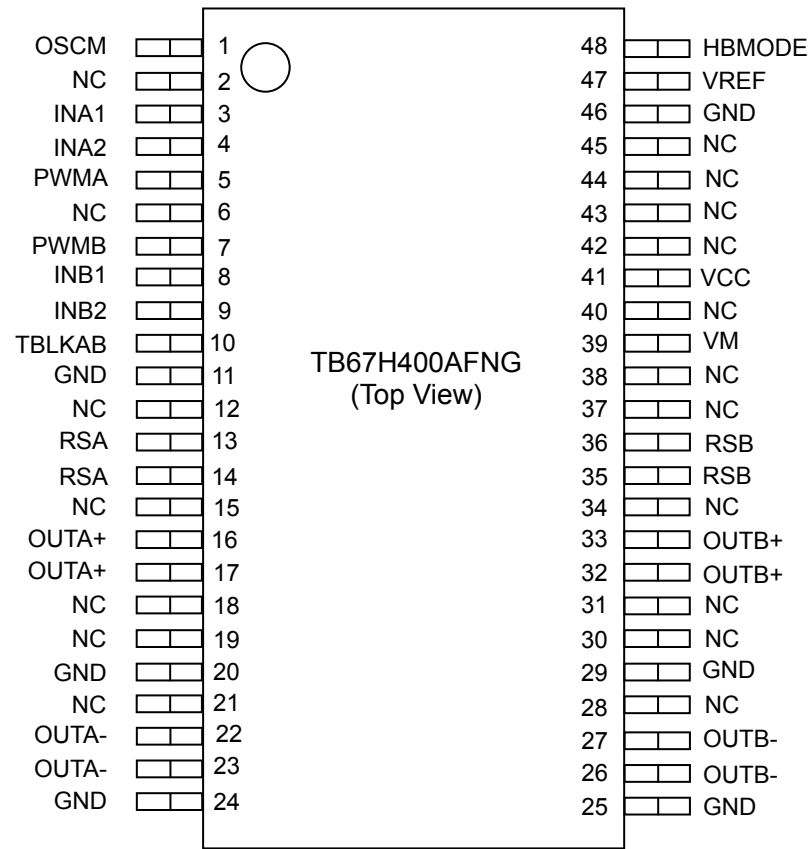 OSCM 1 48 HBMODE
NC 2 47 VREF
INA1 3 46 GND
INA2 4 45 NC
PWMA 5 44 NC
NC 6 43 NC
PWMB 7 42 NC
INB1 8 41 VCC
INB2 9 40 NC
TBLKAB 10 39 VM
TB67H400AFNG
GND 11 38 NC
(Top View)
NC 12 37 NC
RSA 13 36 RSB
RSA 14 35 RSB
NC 15 34 NC
OUTA+ 16 33 OUTB+
OUTA+ 17 32 OUTB+
NC 18 31 NC
NC 19 30 NC
GND 20 29 GND
NC 21 28 NC
OUTA- 22 27 OUTB-
OUTA- 23 26 OUTB-
GND 24 25 GND